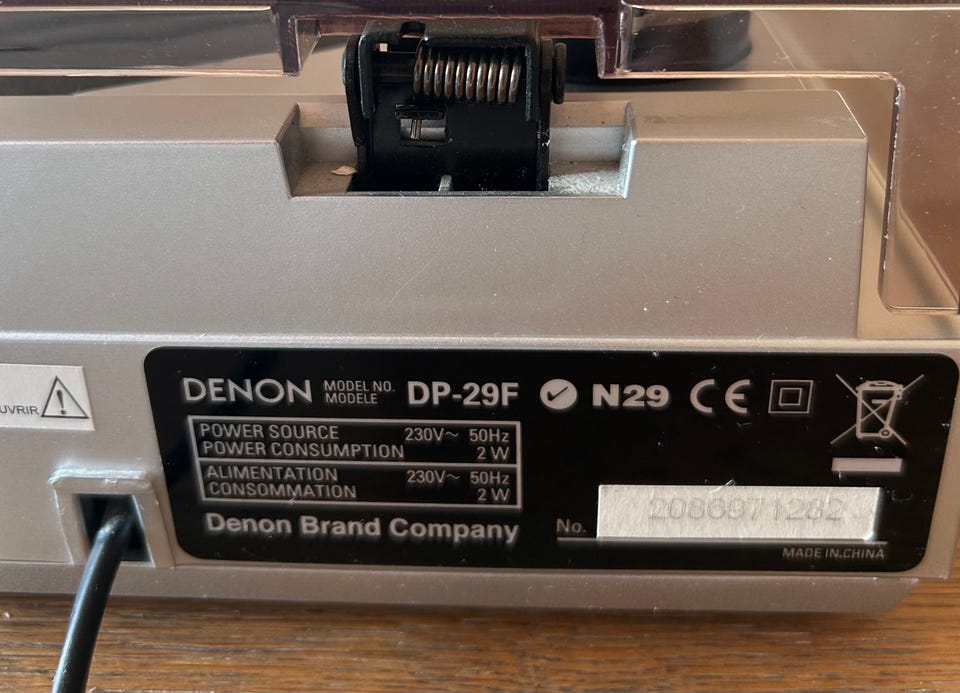 UVRIR
DENON MODEL NO. MODELE DP-29F N29 CE
POWER SOURCE 230V~ 50Hz
POWER CONSUMPTION 2 W
ALIMENTATION 230V~ 50Hz
CONSOMMATION 2 W
Denon Brand Company
No.
MADE IN CHINA